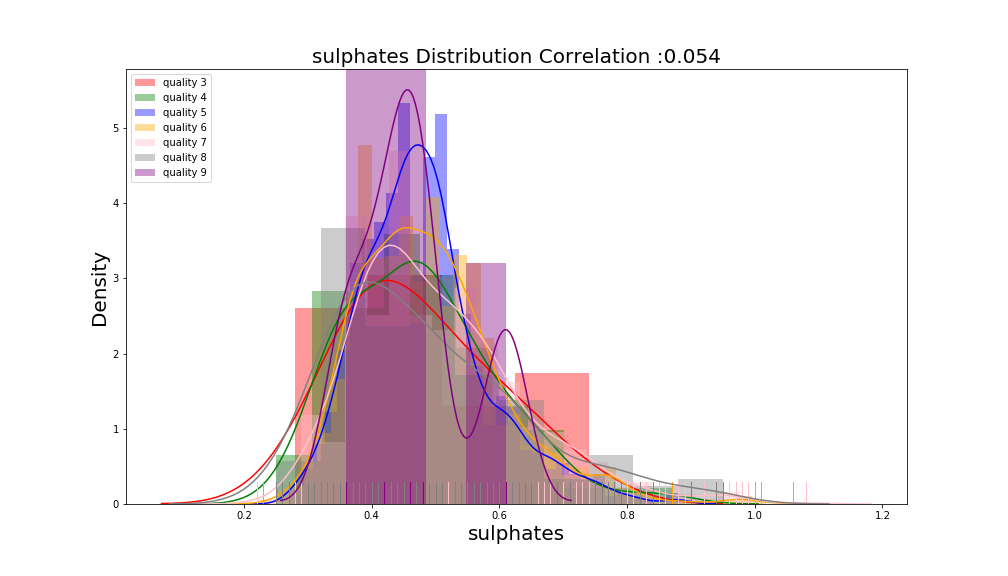 sulphates Distribution Correlation :0.054
quality 3
quality 4
quality 5
quality 6
quality 7
quality 8
quality 9
Density
5
4
3
2
1
0
0.2 0.4 0.6 0.8 1.0 1.2
sulphates